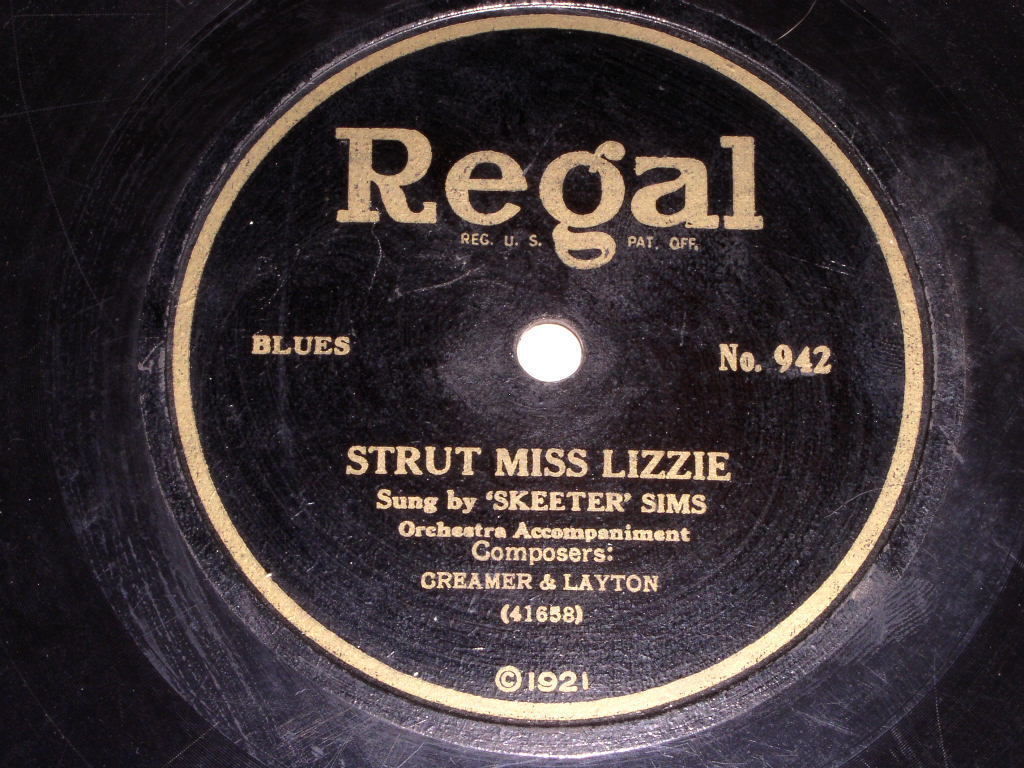 Regal
REG. U. S. PAT. OFF.
BLUES
No. 942
STRUT MISS LIZZIE
Sung by 'SKEETER' SIMS
Orchestra Accompaniment
Composers:
CREAMER & LAYTON
(41658)
©1921